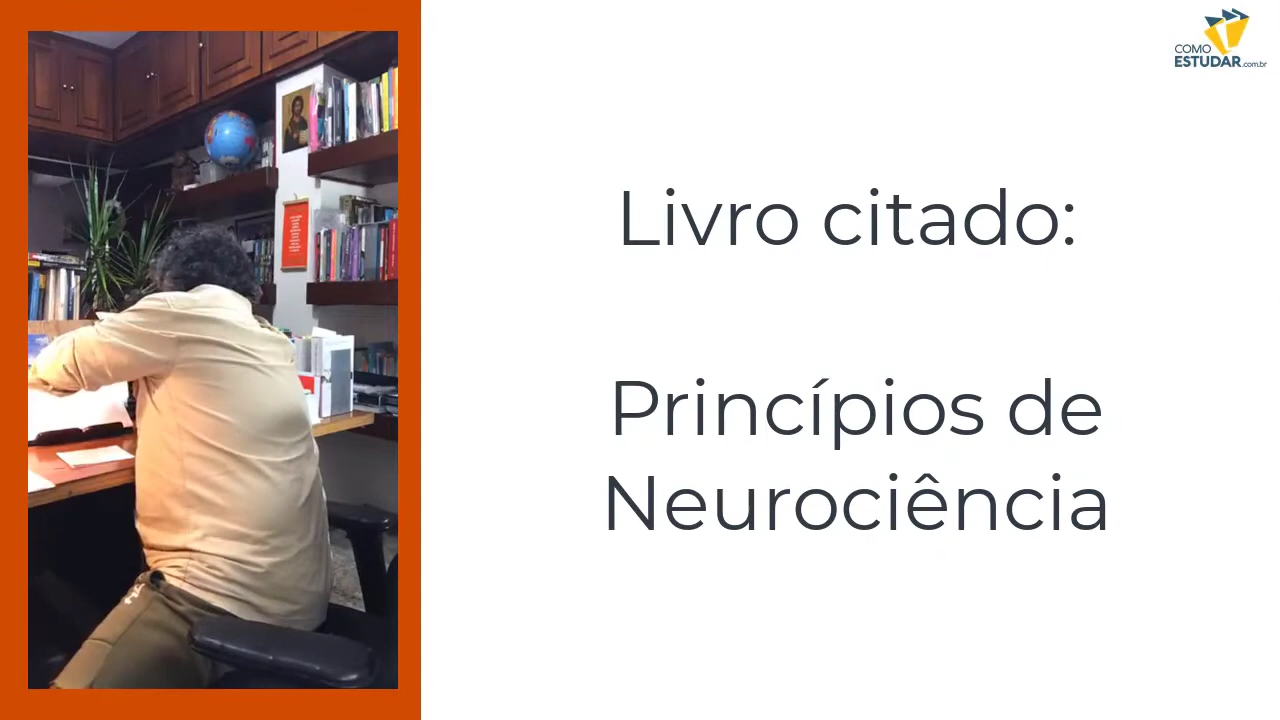 COMO
ESTUDAR.com.br
Livro citado:
Princípios de
Neurociência